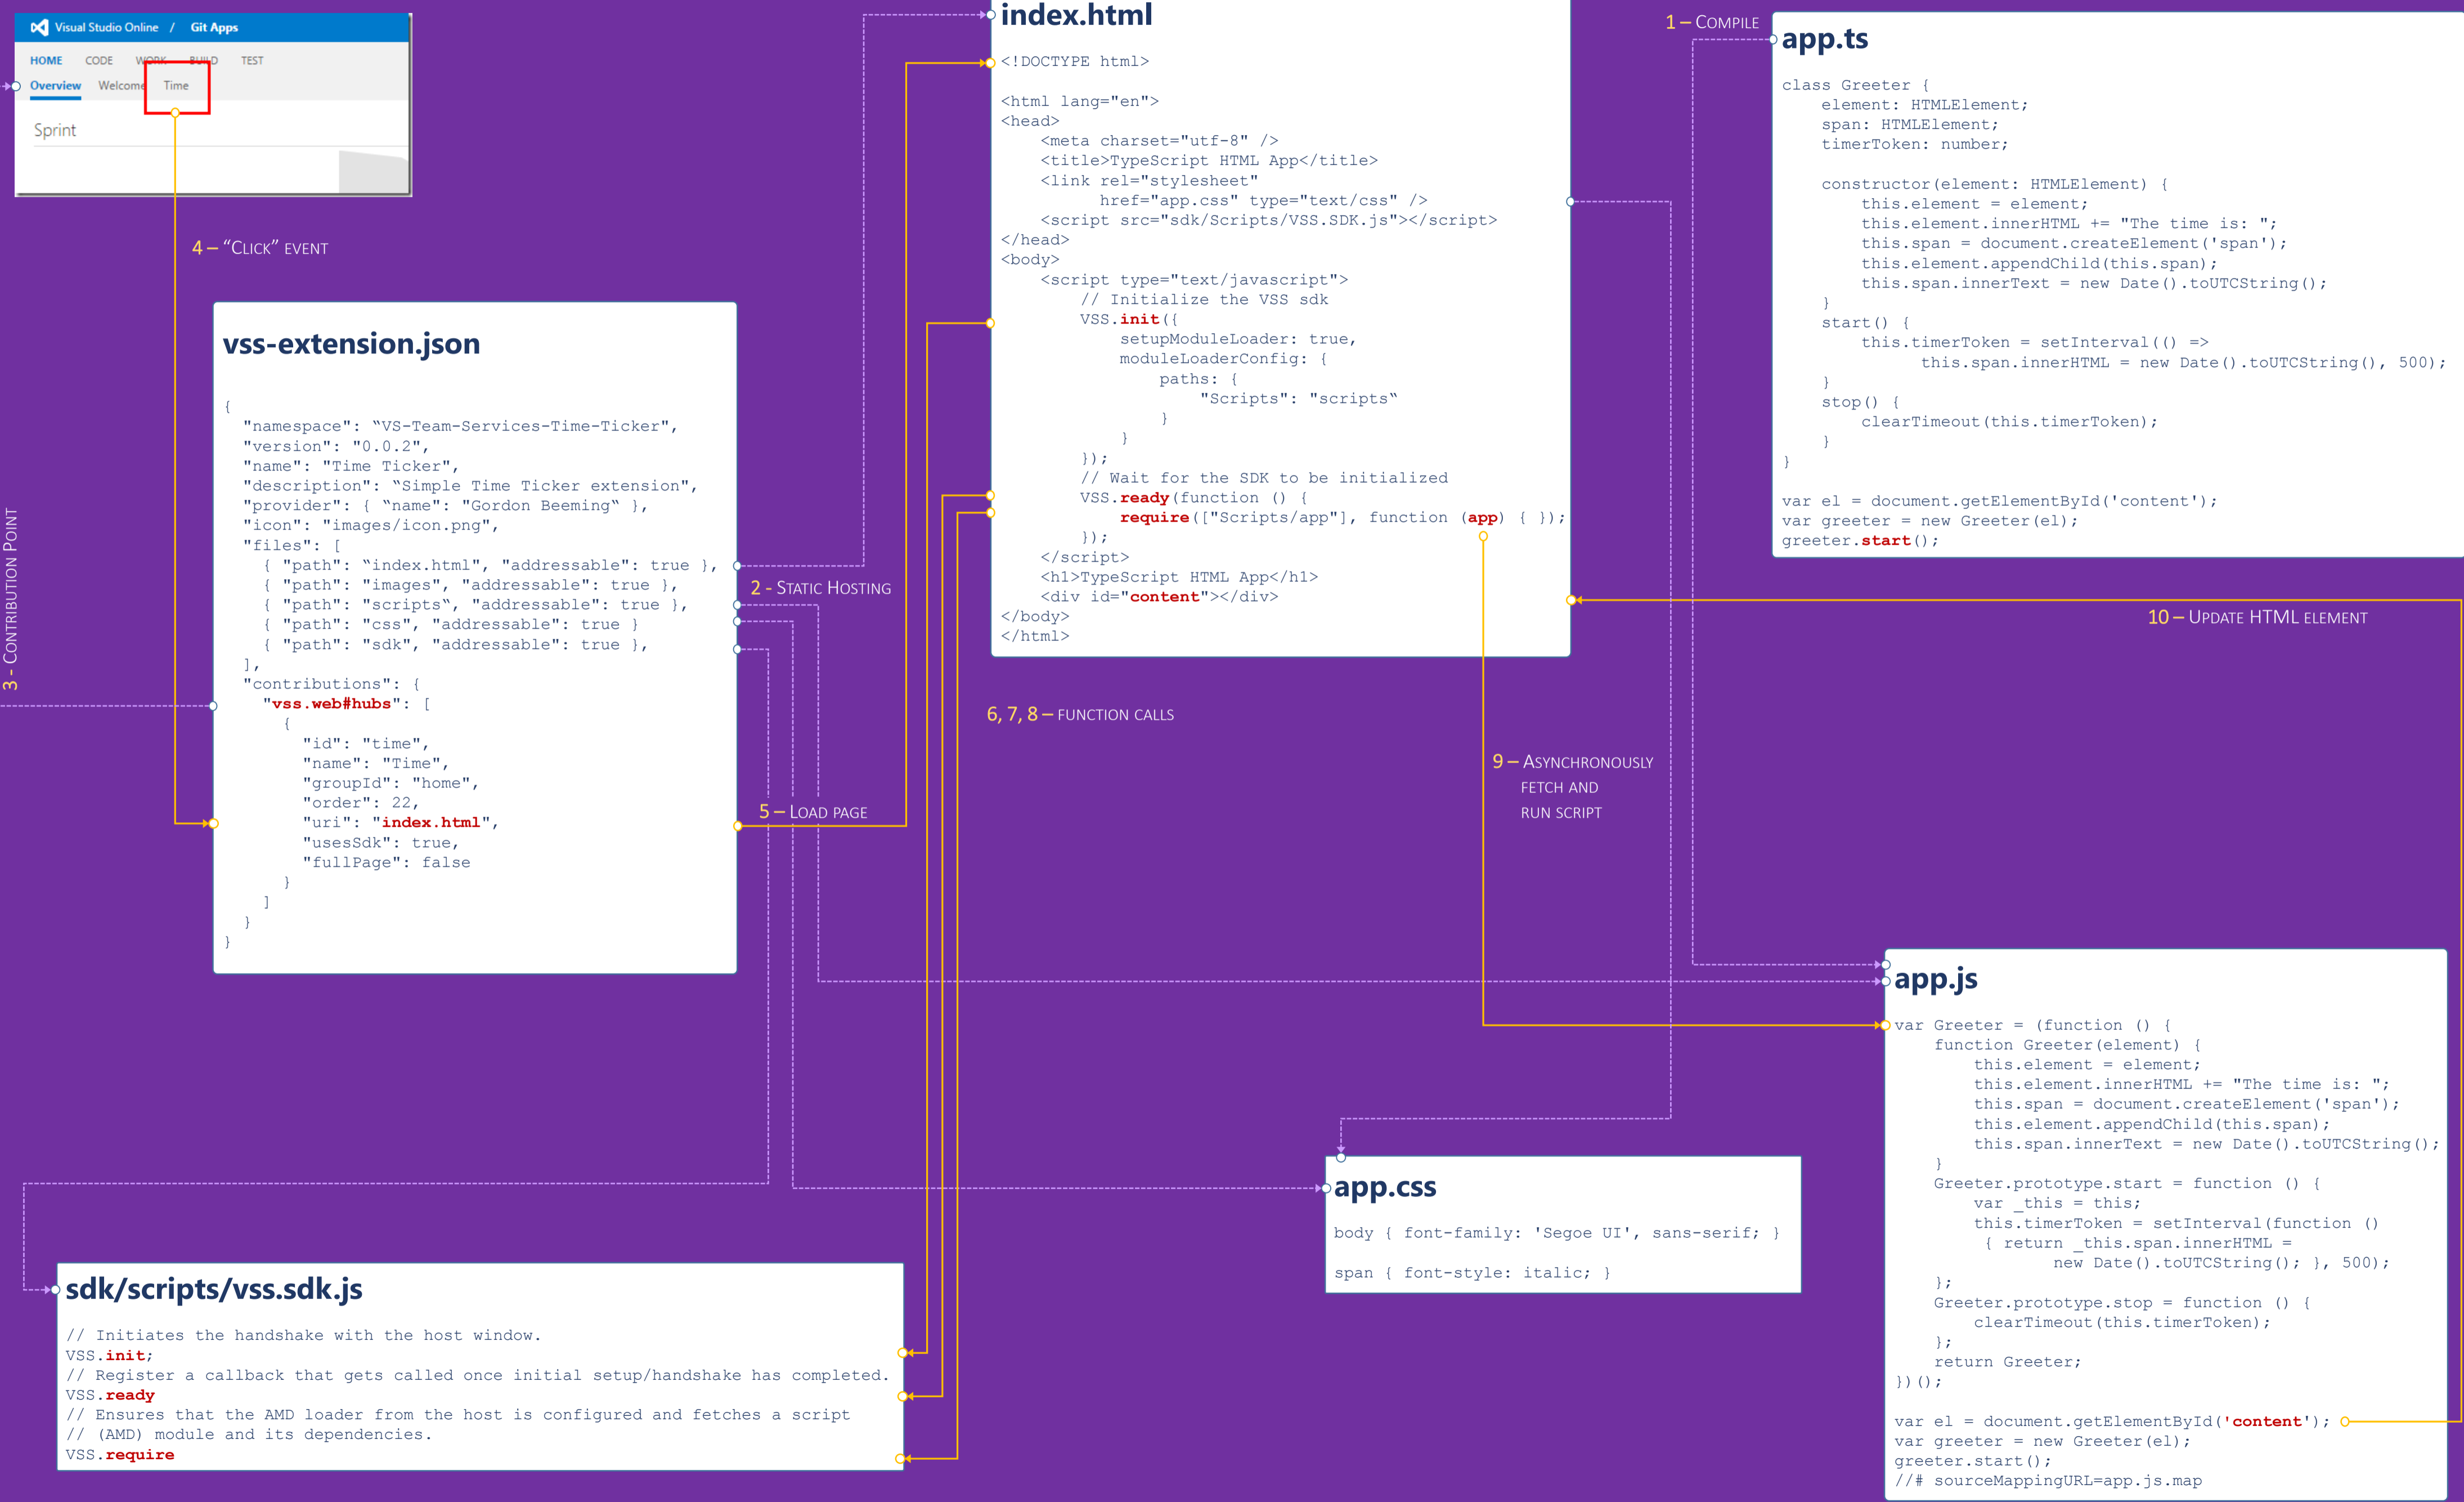 Visual Studio Online / Git Apps
HOME CODE WORK BUILD TEST
Overview Welcome Time
Sprint
4 – “CLICK” EVENT
3 - CONTRIBUTION POINT
vss-extension.json
{
  "namespace": “VS-Team-Services-Time-Ticker",
  "version": "0.0.2",
  "name": "Time Ticker",
  "description": “Simple Time Ticker extension",
  "provider": { “name": "Gordon Beeming“ },
  "icon": "images/icon.png",
  "files": [
    { "path": “index.html", "addressable": true },
    { "path": "images", "addressable": true },
    { "path": "scripts“, "addressable": true },
    { "path": "css", "addressable": true }
    { "path": "sdk", "addressable": true },
  ],
  "contributions": {
    "vss.web#hubs": [
      {
        "id": "time",
        "name": "Time",
        "groupId": "home",
        "order": 22,
        "uri": "index.html",
        "usesSdk": true,
        "fullPage": false
      }
    ]
  }
}
2 - STATIC HOSTING
5 – LOAD PAGE
index.html
<!DOCTYPE html>
<html lang="en">
<head>
    <meta charset="utf-8" />
    <title>TypeScript HTML App</title>
    <link rel="stylesheet"
          href="app.css" type="text/css" />
    <script src="sdk/Scripts/VSS.SDK.js"></script>
</head>
<body>
    <script type="text/javascript">
        // Initialize the VSS sdk
        VSS.init({
            setupModuleLoader: true,
            moduleLoaderConfig: {
                paths: {
                    "Scripts": "scripts“
                }
            }
        });
        // Wait for the SDK to be initialized
        VSS.ready(function () {
            require(["Scripts/app"], function (app) { });
        });
    </script>
    <h1>TypeScript HTML App</h1>
    <div id="content"></div>
</body>
</html>
6, 7, 8 – FUNCTION CALLS
9 – ASYNCHRONOUSLY
FETCH AND
RUN SCRIPT
1 – COMPILE
app.ts
class Greeter {
    element: HTMLElement;
    span: HTMLElement;
    timerToken: number;
    constructor(element: HTMLElement) {
        this.element = element;
        this.element.innerHTML += "The time is: ";
        this.span = document.createElement('span');
        this.element.appendChild(this.span);
        this.span.innerText = new Date().toUTCString();
    }
    start() {
        this.timerToken = setInterval(() =>
              this.span.innerHTML = new Date().toUTCString(), 500);
    }
    stop() {
        clearTimeout(this.timerToken);
    }
}
var el = document.getElementById('content');
var greeter = new Greeter(el);
greeter.start();
10 – UPDATE HTML ELEMENT
app.js
var Greeter = (function () {
    function Greeter(element) {
        this.element = element;
        this.element.innerHTML += "The time is: ";
        this.span = document.createElement('span');
        this.element.appendChild(this.span);
        this.span.innerText = new Date().toUTCString();
    }
    Greeter.prototype.start = function () {
        var _this = this;
        this.timerToken = setInterval(function ()
         { return _this.span.innerHTML =
                new Date().toUTCString(); }, 500);
    };
    Greeter.prototype.stop = function () {
        clearTimeout(this.timerToken);
    };
    return Greeter;
})();
var el = document.getElementById('content');
var greeter = new Greeter(el);
greeter.start();
//# sourceMappingURL=app.js.map
app.css
body { font-family: 'Segoe UI', sans-serif; }
span { font-style: italic; }
sdk/scripts/vss.sdk.js
// Initiates the handshake with the host window.
VSS.init;
// Register a callback that gets called once initial setup/handshake has completed.
VSS.ready
// Ensures that the AMD loader from the host is configured and fetches a script
// (AMD) module and its dependencies.
VSS.require